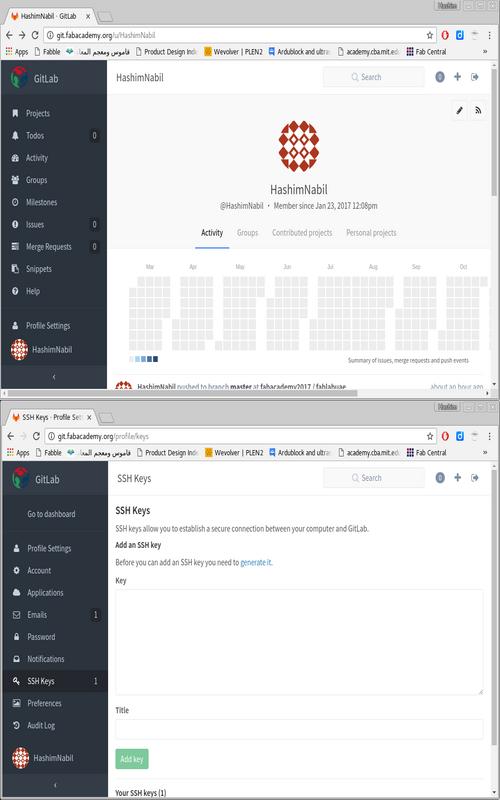 Hashim
HashimNabil · GitLab
git.fabacademy.org/u/HashimNabil
Apps Fabble قاموس ومعجم المعا... Product Design Ind Wevolver | PLEN2 Ardublock and ultra academy.cba.mit.edu Fab Central
GitLab
HashimNabil
Search
0
Projects
Todos 0
Activity
Groups
Milestones
Issues 0
Merge Requests 0
Snippets
Help
Profile Settings
HashimNabil
HashimNabil
@HashimNabil • Member since Jan 23, 2017 12:08pm
Activity Groups Contributed projects Personal projects
Mar Apr May Jun Jul Aug Sep Oct
Summary of issues, merge requests and push events
HashimNabil pushed to branch master at fabacademy2017 / fablabuae about an hour ago
Hashim
SSH Keys · Profile Set
git.fabacademy.org/profile/keys
Apps Fabble قاموس ومعجم المعا... Product Design Ind Wevolver | PLEN2 Ardublock and ultra academy.cba.mit.edu Fab Central
GitLab
SSH Keys
Search
0
Go to dashboard
Profile Settings
Account
Applications
Emails 1
Password
Notifications
SSH Keys 1
Preferences
Audit Log
HashimNabil
SSH Keys
SSH keys allow you to establish a secure connection between your computer and GitLab.
Add an SSH key
Before you can add an SSH key you need to generate it.
Key
Title
Add key
Your SSH keys (1)